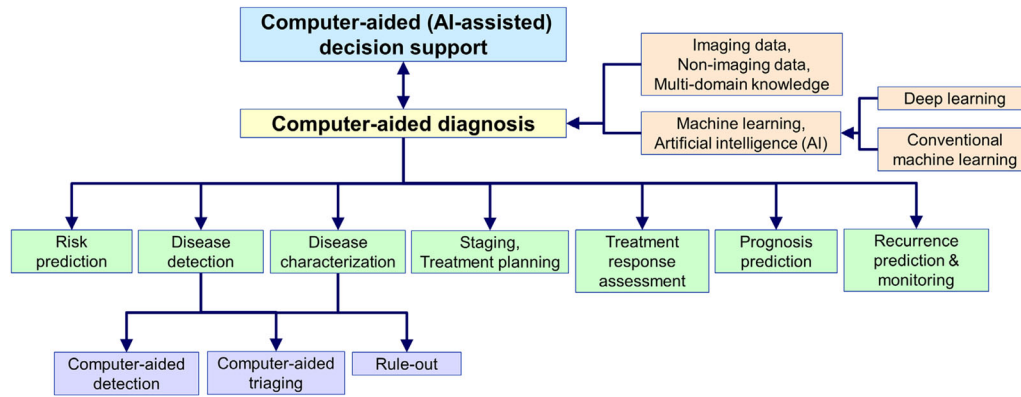 Computer-aided (AI-assisted)
decision support
Imaging data,
Non-imaging data,
Multi-domain knowledge
Deep learning
Computer-aided diagnosis
Machine learning,
Artificial intelligence (AI)
Conventional
machine learning
Risk
prediction
Disease
detection
Disease
characterization
Staging,
Treatment planning
Treatment
response
assessment
Prognosis
prediction
Recurrence
prediction &
monitoring
Computer-aided
detection
Computer-aided
triaging
Rule-out